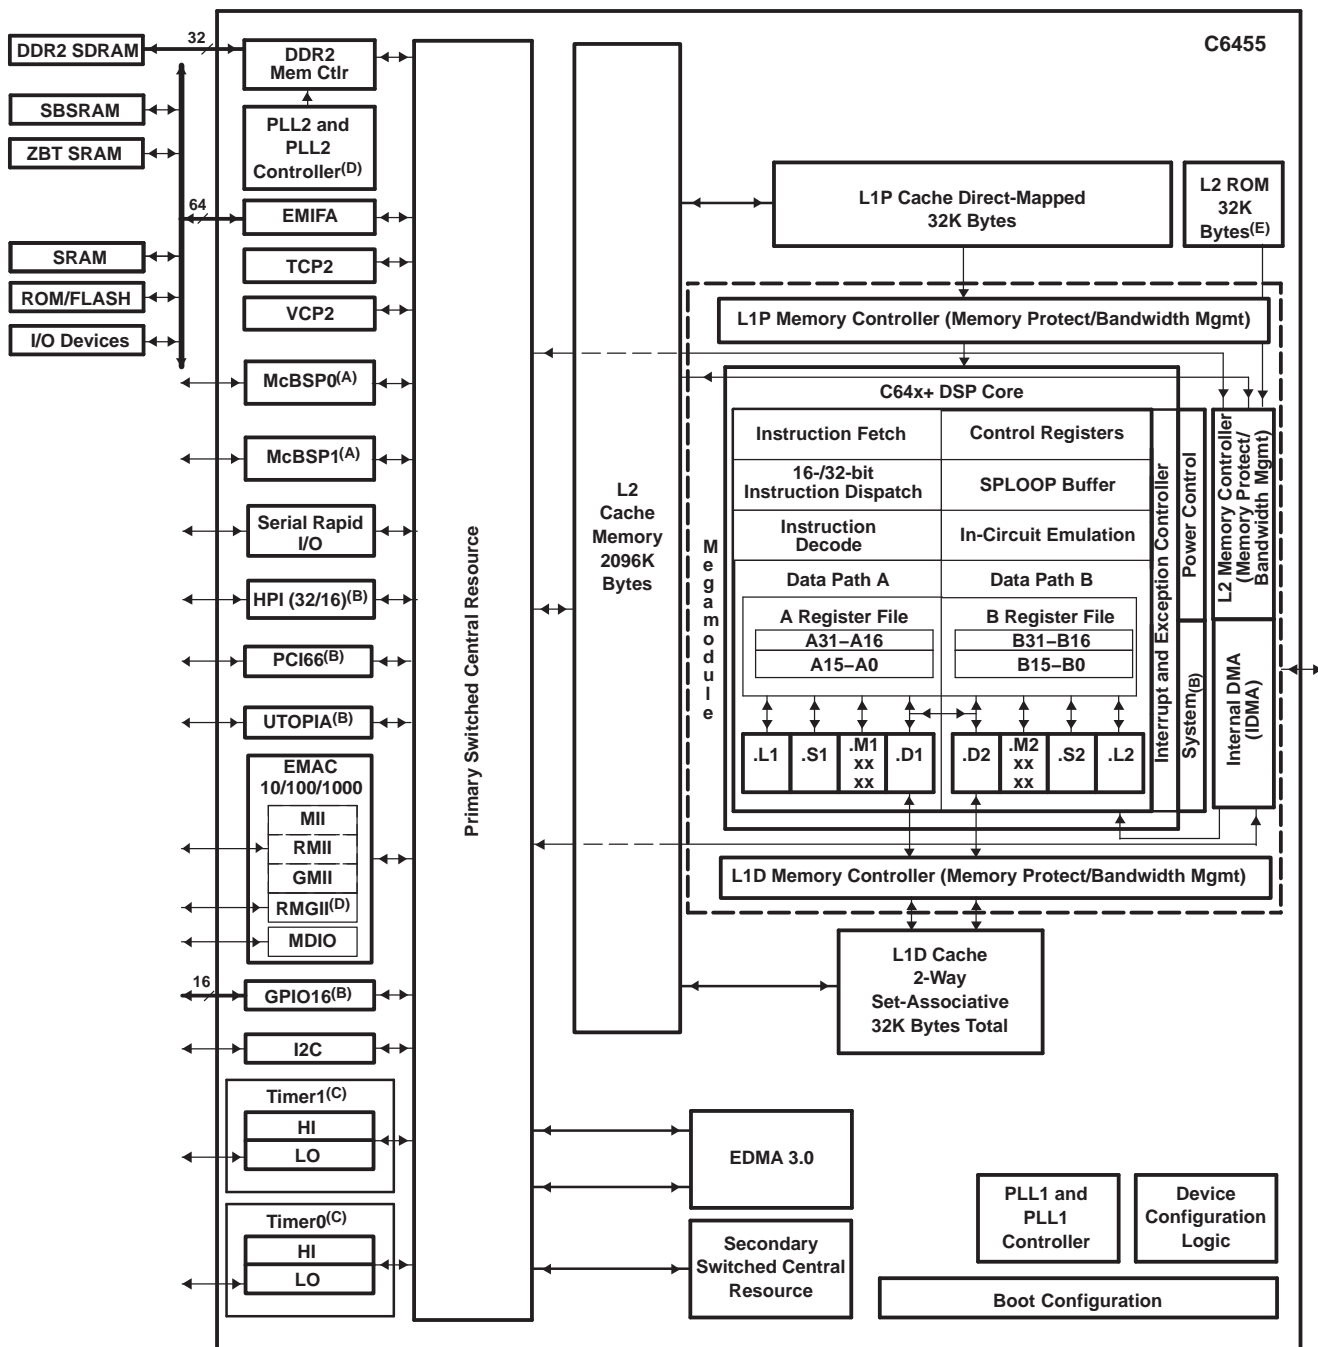 C6455
DDR2 SDRAM
32
DDR2
Mem Ctlr
SBSRAM
ZBT SRAM
PLL2 and
PLL2
Controller(D)
64
EMIFA
SRAM
TCP2
ROM/FLASH
VCP2
I/O Devices
McBSP0(A)
McBSP1(A)
Serial Rapid
I/O
HPI (32/16)(B)
PCI66(B)
UTOPIA(B)
EMAC
10/100/1000
MII
RMII
GMII
RMGII(D)
MDIO
16
GPIO16(B)
I2C
Timer1(C)
HI
LO
Timer0(C)
HI
LO
Primary Switched Central Resource
L2
Cache
Memory
2096K
Bytes
L1P Cache Direct-Mapped
32K Bytes
L2 ROM
32K
Bytes(E)
L1P Memory Controller (Memory Protect/Bandwidth Mgmt)
Megamodule
C64x+ DSP Core
Instruction Fetch
Control Registers
16-/32-bit
Instruction Dispatch
SPLOOP Buffer
Instruction
Decode
In-Circuit Emulation
Data Path A
Data Path B
A Register File
A31–A16
A15–A0
B Register File
B31–B16
B15–B0
.L1
.S1
.M1
xx
xx
.D1
.D2
.M2
xx
xx
.S2
.L2
Interrupt and Exception Controller
Power Control
System(B)
L2 Memory Controller
(Memory Protect/
Bandwidth Mgmt)
Internal DMA
(IDMA)
L1D Memory Controller (Memory Protect/Bandwidth Mgmt)
L1D Cache
2-Way
Set-Associative
32K Bytes Total
EDMA 3.0
Secondary
Switched Central
Resource
PLL1 and
PLL1
Controller
Device
Configuration
Logic
Boot Configuration